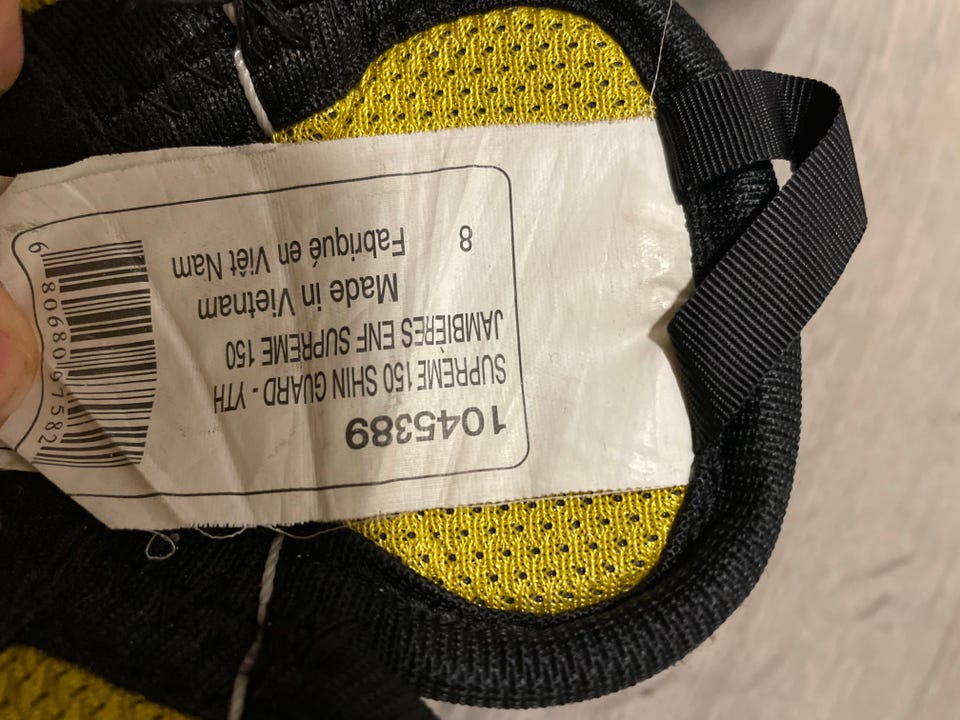 1045389
SUPREME 150 SHIN GUARD - YTH
JAMBIÈRES ENF SUPREME 150
Made in Vietnam
Fabriqué en Viêt Nam
8
6 80680 97582